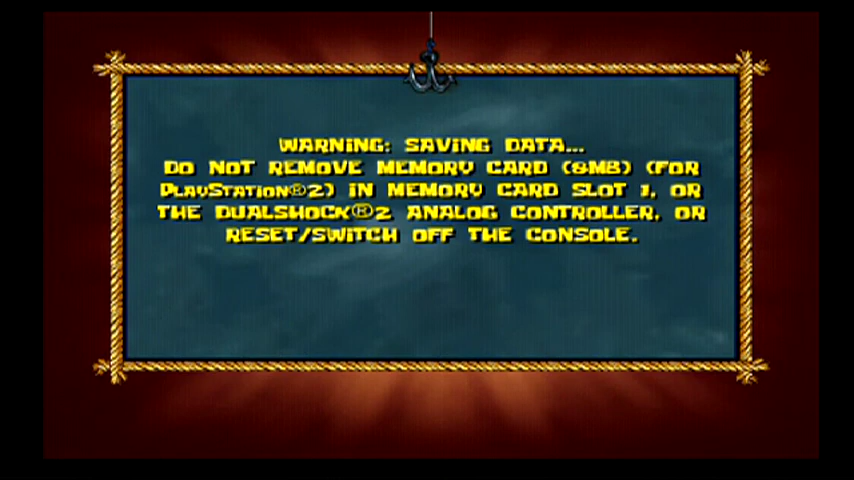 WARNING: SAVING DATA...
DO NOT REMOVE MEMORY CARD (8MB) (FOR
PlayStation®2) IN MEMORY CARD SLOT 1, OR
THE DUALSHOCK®2 ANALOG CONTROLLER, OR
RESET/SWITCH OFF THE CONSOLE.